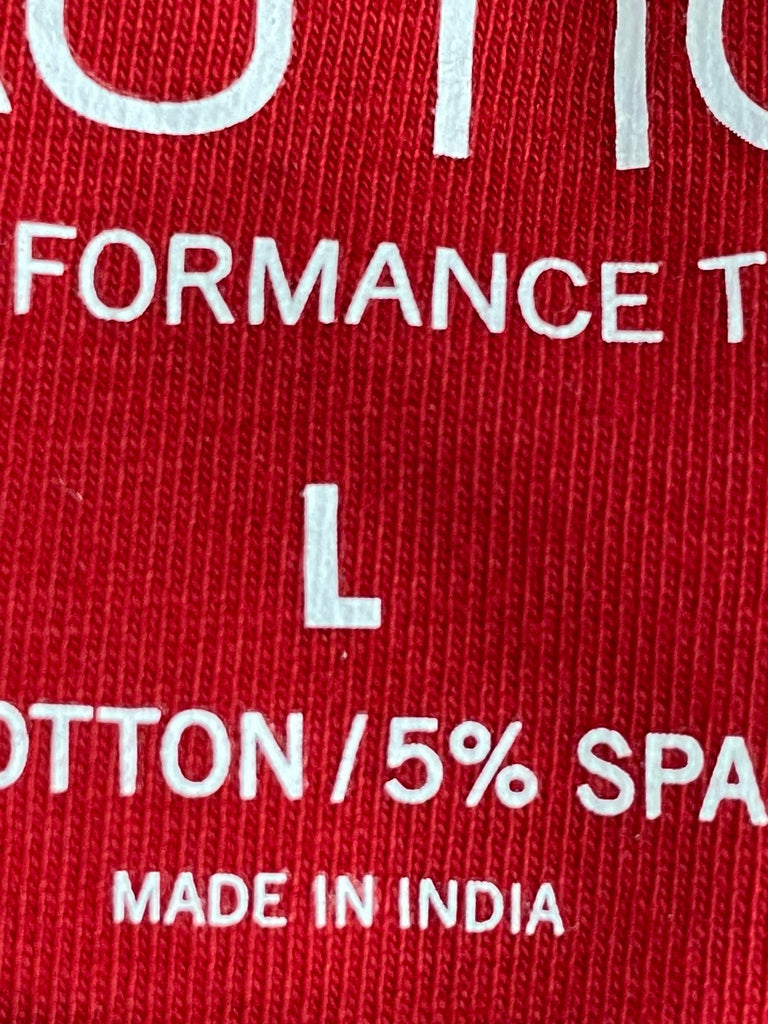 FORMANCE T
L
OTTON / 5% SPA
MADE IN INDIA